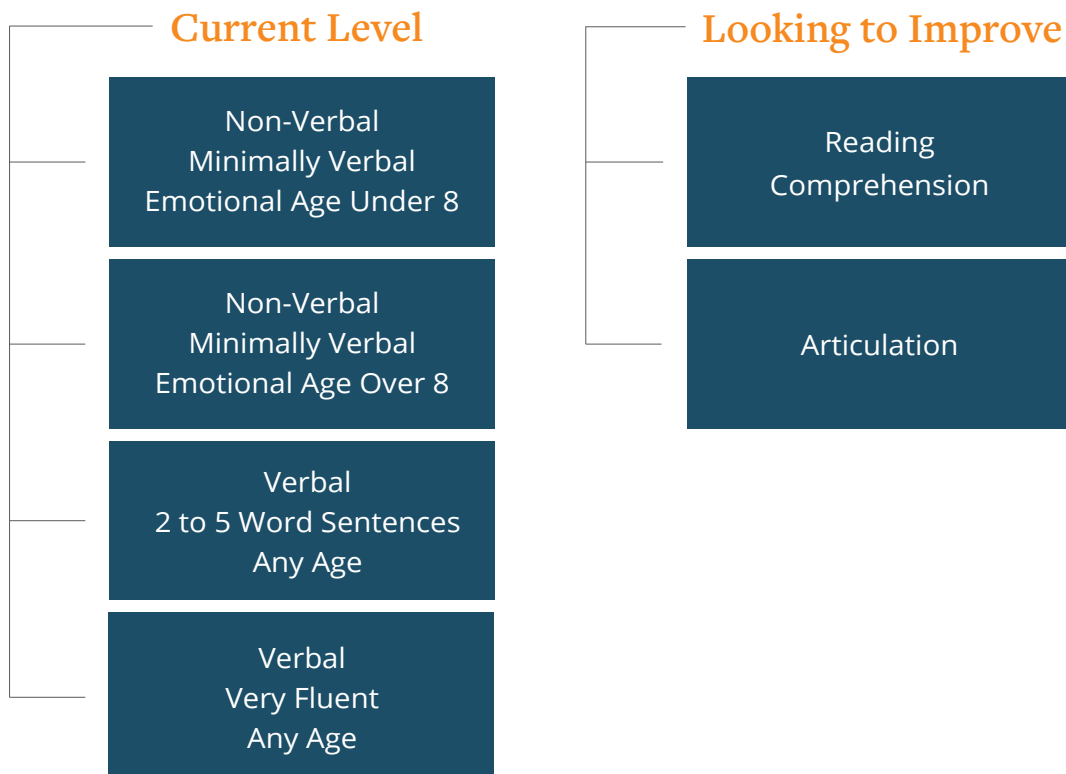 Current Level
Non-Verbal
Minimally Verbal
Emotional Age Under 8
Non-Verbal
Minimally Verbal
Emotional Age Over 8
Verbal
2 to 5 Word Sentences
Any Age
Verbal
Very Fluent
Any Age
Looking to Improve
Reading
Comprehension
Articulation